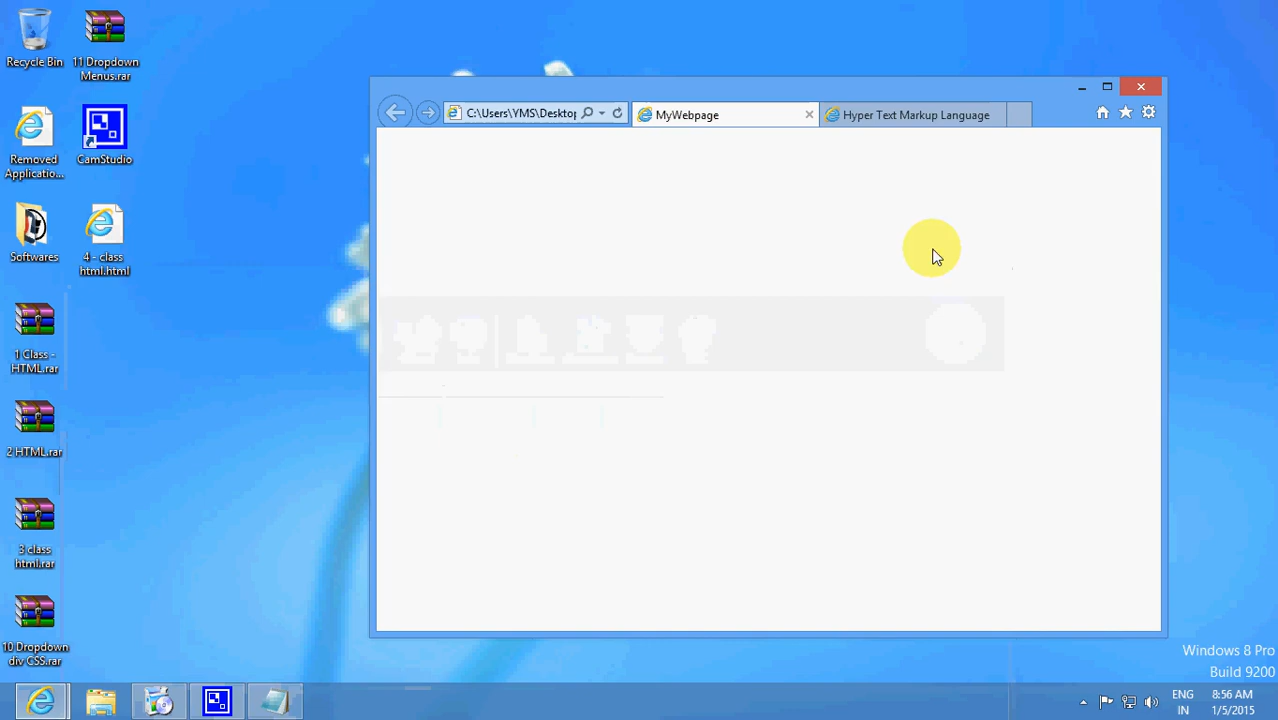 Recycle Bin
11 Dropdown
Menus.rar
Removed
Applicatio...
CamStudio
Softwares
4 - class
html.html
1 Class -
HTML.rar
2 HTML.rar
3 class
html.rar
10 Dropdown
div CSS.rar
C:\Users\YMS\Desktop
MyWebpage
Hyper Text Markup Language
Windows 8 Pro
Build 9200
ENG
IN
8:56 AM
1/5/2015